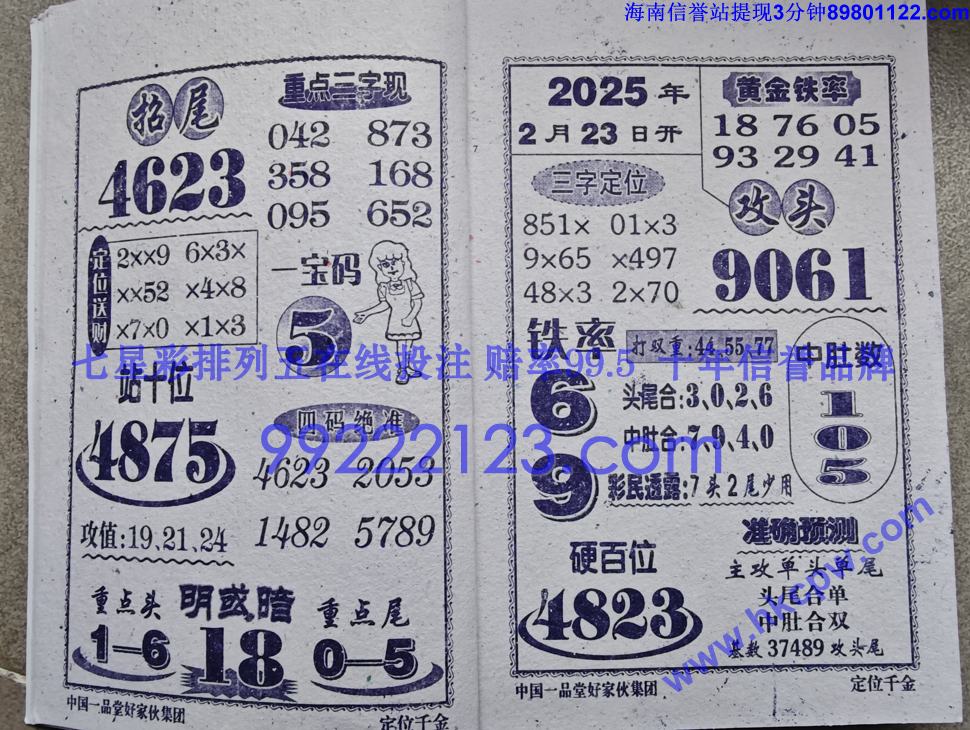 海南信誉站提现3分钟89801122.com
招尾
4623
重点三字现
042 873
358 168
095 652
定位送财
2××9 6×3×
××52 ×4×8
×7×0 ×1×3
一宝码
5
站十位
4875
攻值:19,21,24
四码绝准
4623 2053
1482 5789
重点头
1—6
明或暗
18
重点尾
0—5
中国一品堂好家伙集团
定位千金
2025年
2月23日开
黄金铁率
18 76 05
93 29 41
三字定位
851× 01×3
9×65 ×497
48×3 2×70
攻头
9061
铁率
6
9
打双重:44,55,77
头尾合:3、0、2、6
中肚合:7、9、4、0
彩民透露:7头2尾少用
中肚数
1
0
5
硬百位
4823
准确预测
主攻单头单尾
头尾合单
中肚合双
基数37489攻头尾
中国一品堂好家伙集团
定位千金
七星彩排列五在线投注 赔率99.5 十年信誉品牌
99222123.com
www.hkcpw.com